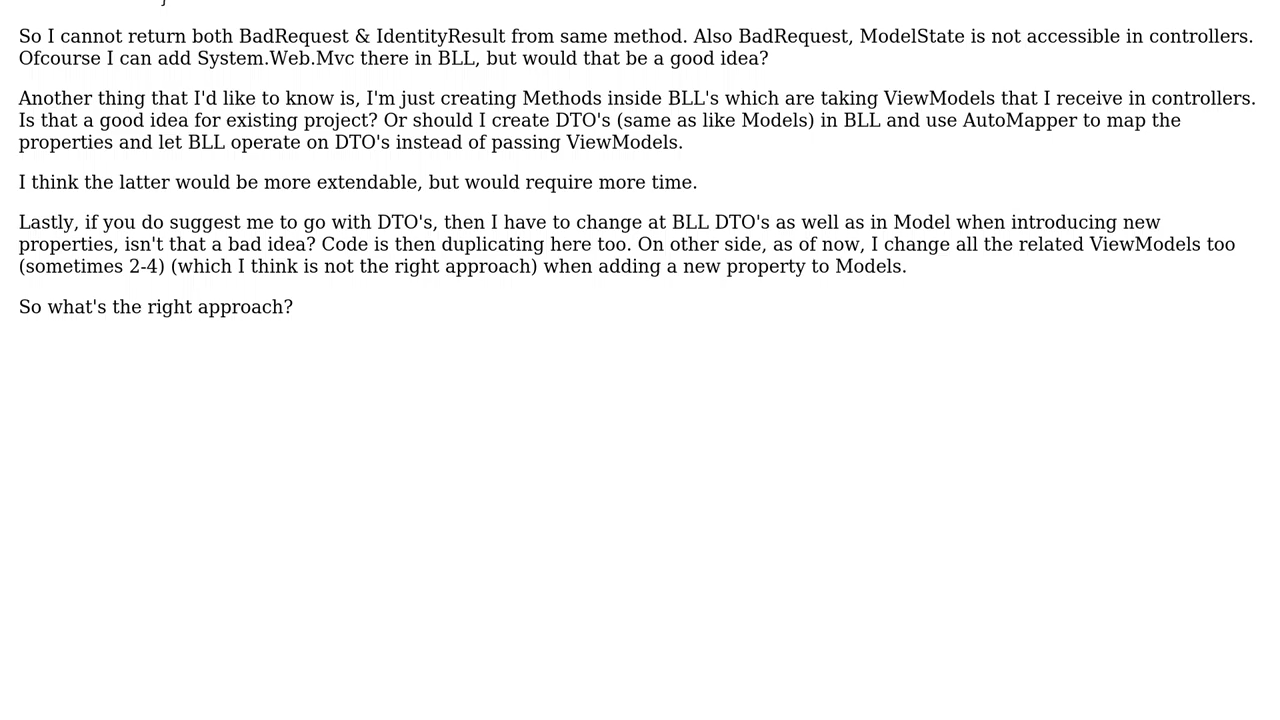 So I cannot return both BadRequest & IdentityResult from same method. Also BadRequest, ModelState is not accessible in controllers.
Ofcourse I can add System.Web.Mvc there in BLL, but would that be a good idea?
Another thing that I'd like to know is, I'm just creating Methods inside BLL's which are taking ViewModels that I receive in controllers.
Is that a good idea for existing project? Or should I create DTO's (same as like Models) in BLL and use AutoMapper to map the
properties and let BLL operate on DTO's instead of passing ViewModels.
I think the latter would be more extendable, but would require more time.
Lastly, if you do suggest me to go with DTO's, then I have to change at BLL DTO's as well as in Model when introducing new
properties, isn't that a bad idea? Code is then duplicating here too. On other side, as of now, I change all the related ViewModels too
(sometimes 2-4) (which I think is not the right approach) when adding a new property to Models.
So what's the right approach?